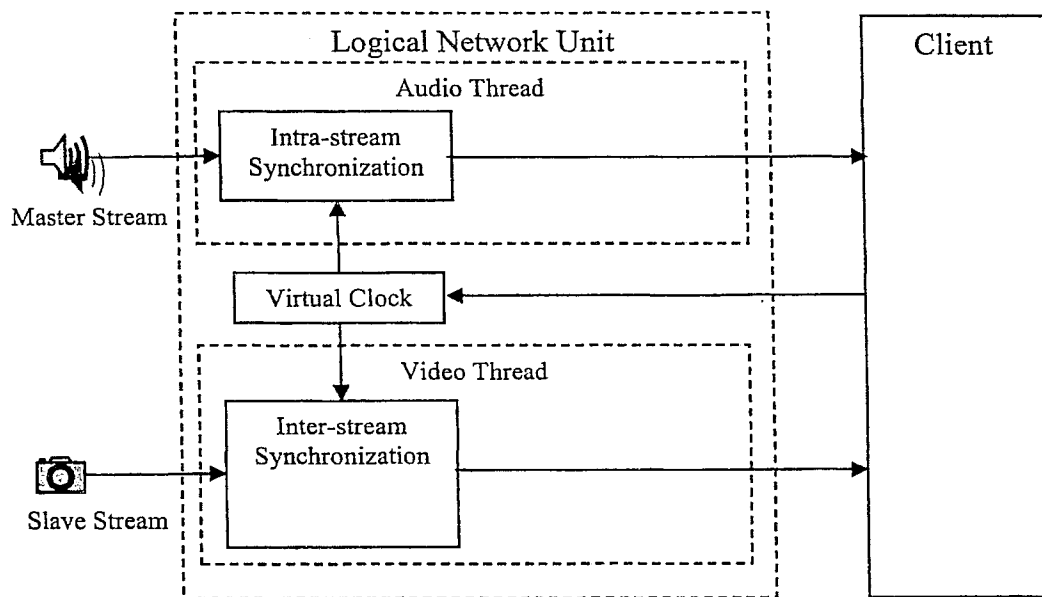 Logical Network Unit
Client
Audio Thread
Intra-stream
Synchronization
Master Stream
Virtual Clock
Video Thread
Inter-stream
Synchronization
Slave Stream